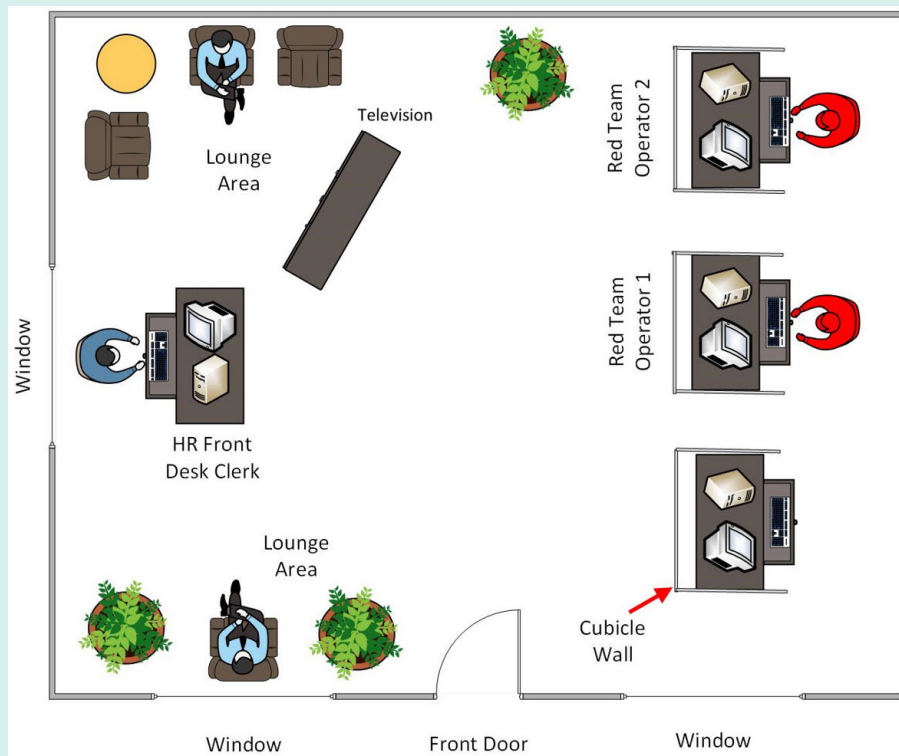 Television
Lounge
Area
Red Team
Operator 2
Red Team
Operator 1
Window
HR Front
Desk Clerk
Lounge
Area
Cubicle
Wall
Window
Front Door
Window